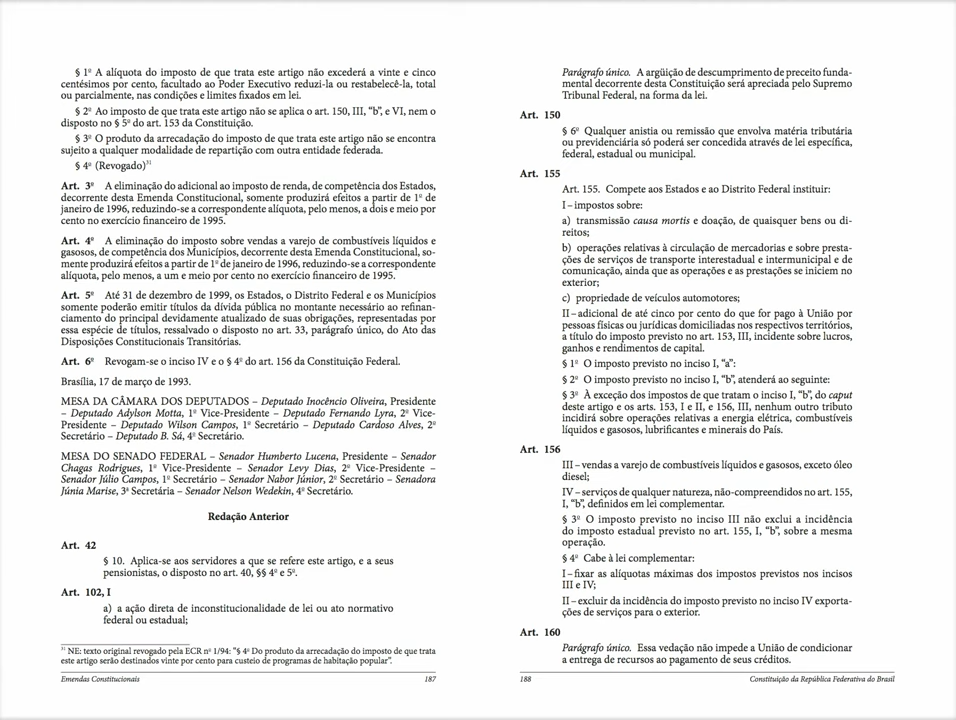 § 1º A alíquota do imposto de que trata este artigo não excederá a vinte e cinco
centésimos por cento, facultado ao Poder Executivo reduzi-la ou restabelecê-la, total
ou parcialmente, nas condições e limites fixados em lei.
§ 2º Ao imposto de que trata este artigo não se aplica o art. 150, III, “b”, e VI, nem o
disposto no § 5º do art. 153 da Constituição.
§ 3º O produto da arrecadação do imposto de que trata este artigo não se encontra
sujeito a qualquer modalidade de repartição com outra entidade federada.
§ 4º (Revogado)³¹
Art. 3º A eliminação do adicional ao imposto de renda, de competência dos Estados,
decorrente desta Emenda Constitucional, somente produzirá efeitos a partir de 1º de
janeiro de 1996, reduzindo-se a correspondente alíquota, pelo menos, a dois e meio por
cento no exercício financeiro de 1995.
Art. 4º A eliminação do imposto sobre vendas a varejo de combustíveis líquidos e
gasosos, de competência dos Municípios, decorrente desta Emenda Constitucional, so-
mente produzirá efeitos a partir de 1º de janeiro de 1996, reduzindo-se a correspondente
alíquota, pelo menos, a um e meio por cento no exercício financeiro de 1995.
Art. 5º Até 31 de dezembro de 1999, os Estados, o Distrito Federal e os Municípios
somente poderão emitir títulos da dívida pública no montante necessário ao refinan-
ciamento do principal devidamente atualizado de suas obrigações, representadas por
essa espécie de títulos, ressalvado o disposto no art. 33, parágrafo único, do Ato das
Disposições Constitucionais Transitórias.
Art. 6º Revogam-se o inciso IV e o § 4º do art. 156 da Constituição Federal.
Brasília, 17 de março de 1993.
MESA DA CÂMARA DOS DEPUTADOS – Deputado Inocêncio Oliveira, Presidente
– Deputado Adylson Motta, 1º Vice-Presidente – Deputado Fernando Lyra, 2º Vice-
Presidente – Deputado Wilson Campos, 1º Secretário – Deputado Cardoso Alves, 2º
Secretário – Deputado B. Sá, 4º Secretário.
MESA DO SENADO FEDERAL – Senador Humberto Lucena, Presidente – Senador
Chagas Rodrigues, 1º Vice-Presidente – Senador Levy Dias, 2º Vice-Presidente –
Senador Júlio Campos, 1º Secretário – Senador Nabor Júnior, 2º Secretário – Senadora
Júnia Marise, 3ª Secretária – Senador Nelson Wedekin, 4º Secretário.
Redação Anterior
Art. 42
§ 10. Aplica-se aos servidores a que se refere este artigo, e a seus
pensionistas, o disposto no art. 40, §§ 4º e 5º.
Art. 102, I
a) a ação direta de inconstitucionalidade de lei ou ato normativo
federal ou estadual;
³¹ NE: texto original revogado pela ECR nº 1/94: “§ 4º Do produto da arrecadação do imposto de que trata
este artigo serão destinados vinte por cento para custeio de programas de habitação popular”.
Emendas Constitucionais 187
Parágrafo único. A argüição de descumprimento de preceito funda-
mental decorrente desta Constituição será apreciada pelo Supremo
Tribunal Federal, na forma da lei.
Art. 150
§ 6º Qualquer anistia ou remissão que envolva matéria tributária
ou previdenciária só poderá ser concedida através de lei específica,
federal, estadual ou municipal.
Art. 155
Art. 155. Compete aos Estados e ao Distrito Federal instituir:
I – impostos sobre:
a) transmissão causa mortis e doação, de quaisquer bens ou di-
reitos;
b) operações relativas à circulação de mercadorias e sobre presta-
ções de serviços de transporte interestadual e intermunicipal e de
comunicação, ainda que as operações e as prestações se iniciem no
exterior;
c) propriedade de veículos automotores;
II – adicional de até cinco por cento do que for pago à União por
pessoas físicas ou jurídicas domiciliadas nos respectivos territórios,
a título do imposto previsto no art. 153, III, incidente sobre lucros,
ganhos e rendimentos de capital.
§ 1º O imposto previsto no inciso I, “a”:
§ 2º O imposto previsto no inciso I, “b”, atenderá ao seguinte:
§ 3º À exceção dos impostos de que tratam o inciso I, “b”, do caput
deste artigo e os arts. 153, I e II, e 156, III, nenhum outro tributo
incidirá sobre operações relativas a energia elétrica, combustíveis
líquidos e gasosos, lubrificantes e minerais do País.
Art. 156
III – vendas a varejo de combustíveis líquidos e gasosos, exceto óleo
diesel;
IV – serviços de qualquer natureza, não-compreendidos no art. 155,
I, “b”, definidos em lei complementar.
§ 3º O imposto previsto no inciso III não exclui a incidência
do imposto estadual previsto no art. 155, I, “b”, sobre a mesma
operação.
§ 4º Cabe à lei complementar:
I – fixar as alíquotas máximas dos impostos previstos nos incisos
III e IV;
II – excluir da incidência do imposto previsto no inciso IV exporta-
ções de serviços para o exterior.
Art. 160
Parágrafo único. Essa vedação não impede a União de condicionar
a entrega de recursos ao pagamento de seus créditos.
188 Constituição da República Federativa do Brasil